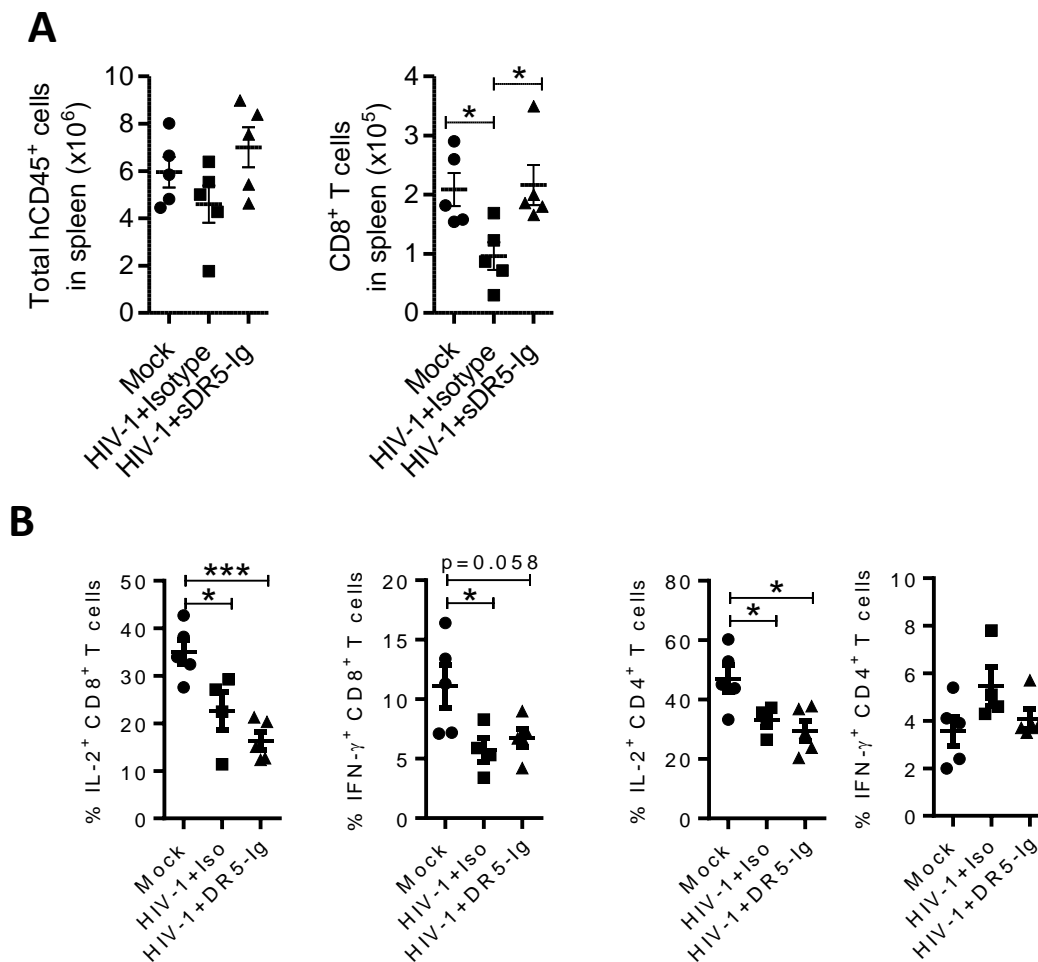 A
Total hCD45+ cells
in spleen (x10^6)
10
8
6
4
2
0
Mock
HIV-1+Isotype
HIV-1+sDR5-Ig
CD8+ T cells
in spleen (x10^5)
4
3
2
1
0
*
*
Mock
HIV-1+Isotype
HIV-1+sDR5-Ig
B
% IL-2+ CD8+ T cells
50
40
30
20
10
0
***
*
Mock
HIV-1+Iso
HIV-1+DR5-Ig
% IFN-γ+ CD8+ T cells
20
15
10
5
0
p=0.058
*
Mock
HIV-1+Iso
HIV-1+DR5-Ig
% IL-2+ CD4+ T cells
80
60
40
20
0
*
*
Mock
HIV-1+Iso
HIV-1+DR5-Ig
% IFN-γ+ CD4+ T cells
10
8
6
4
2
0
Mock
HIV-1+Iso
HIV-1+DR5-Ig